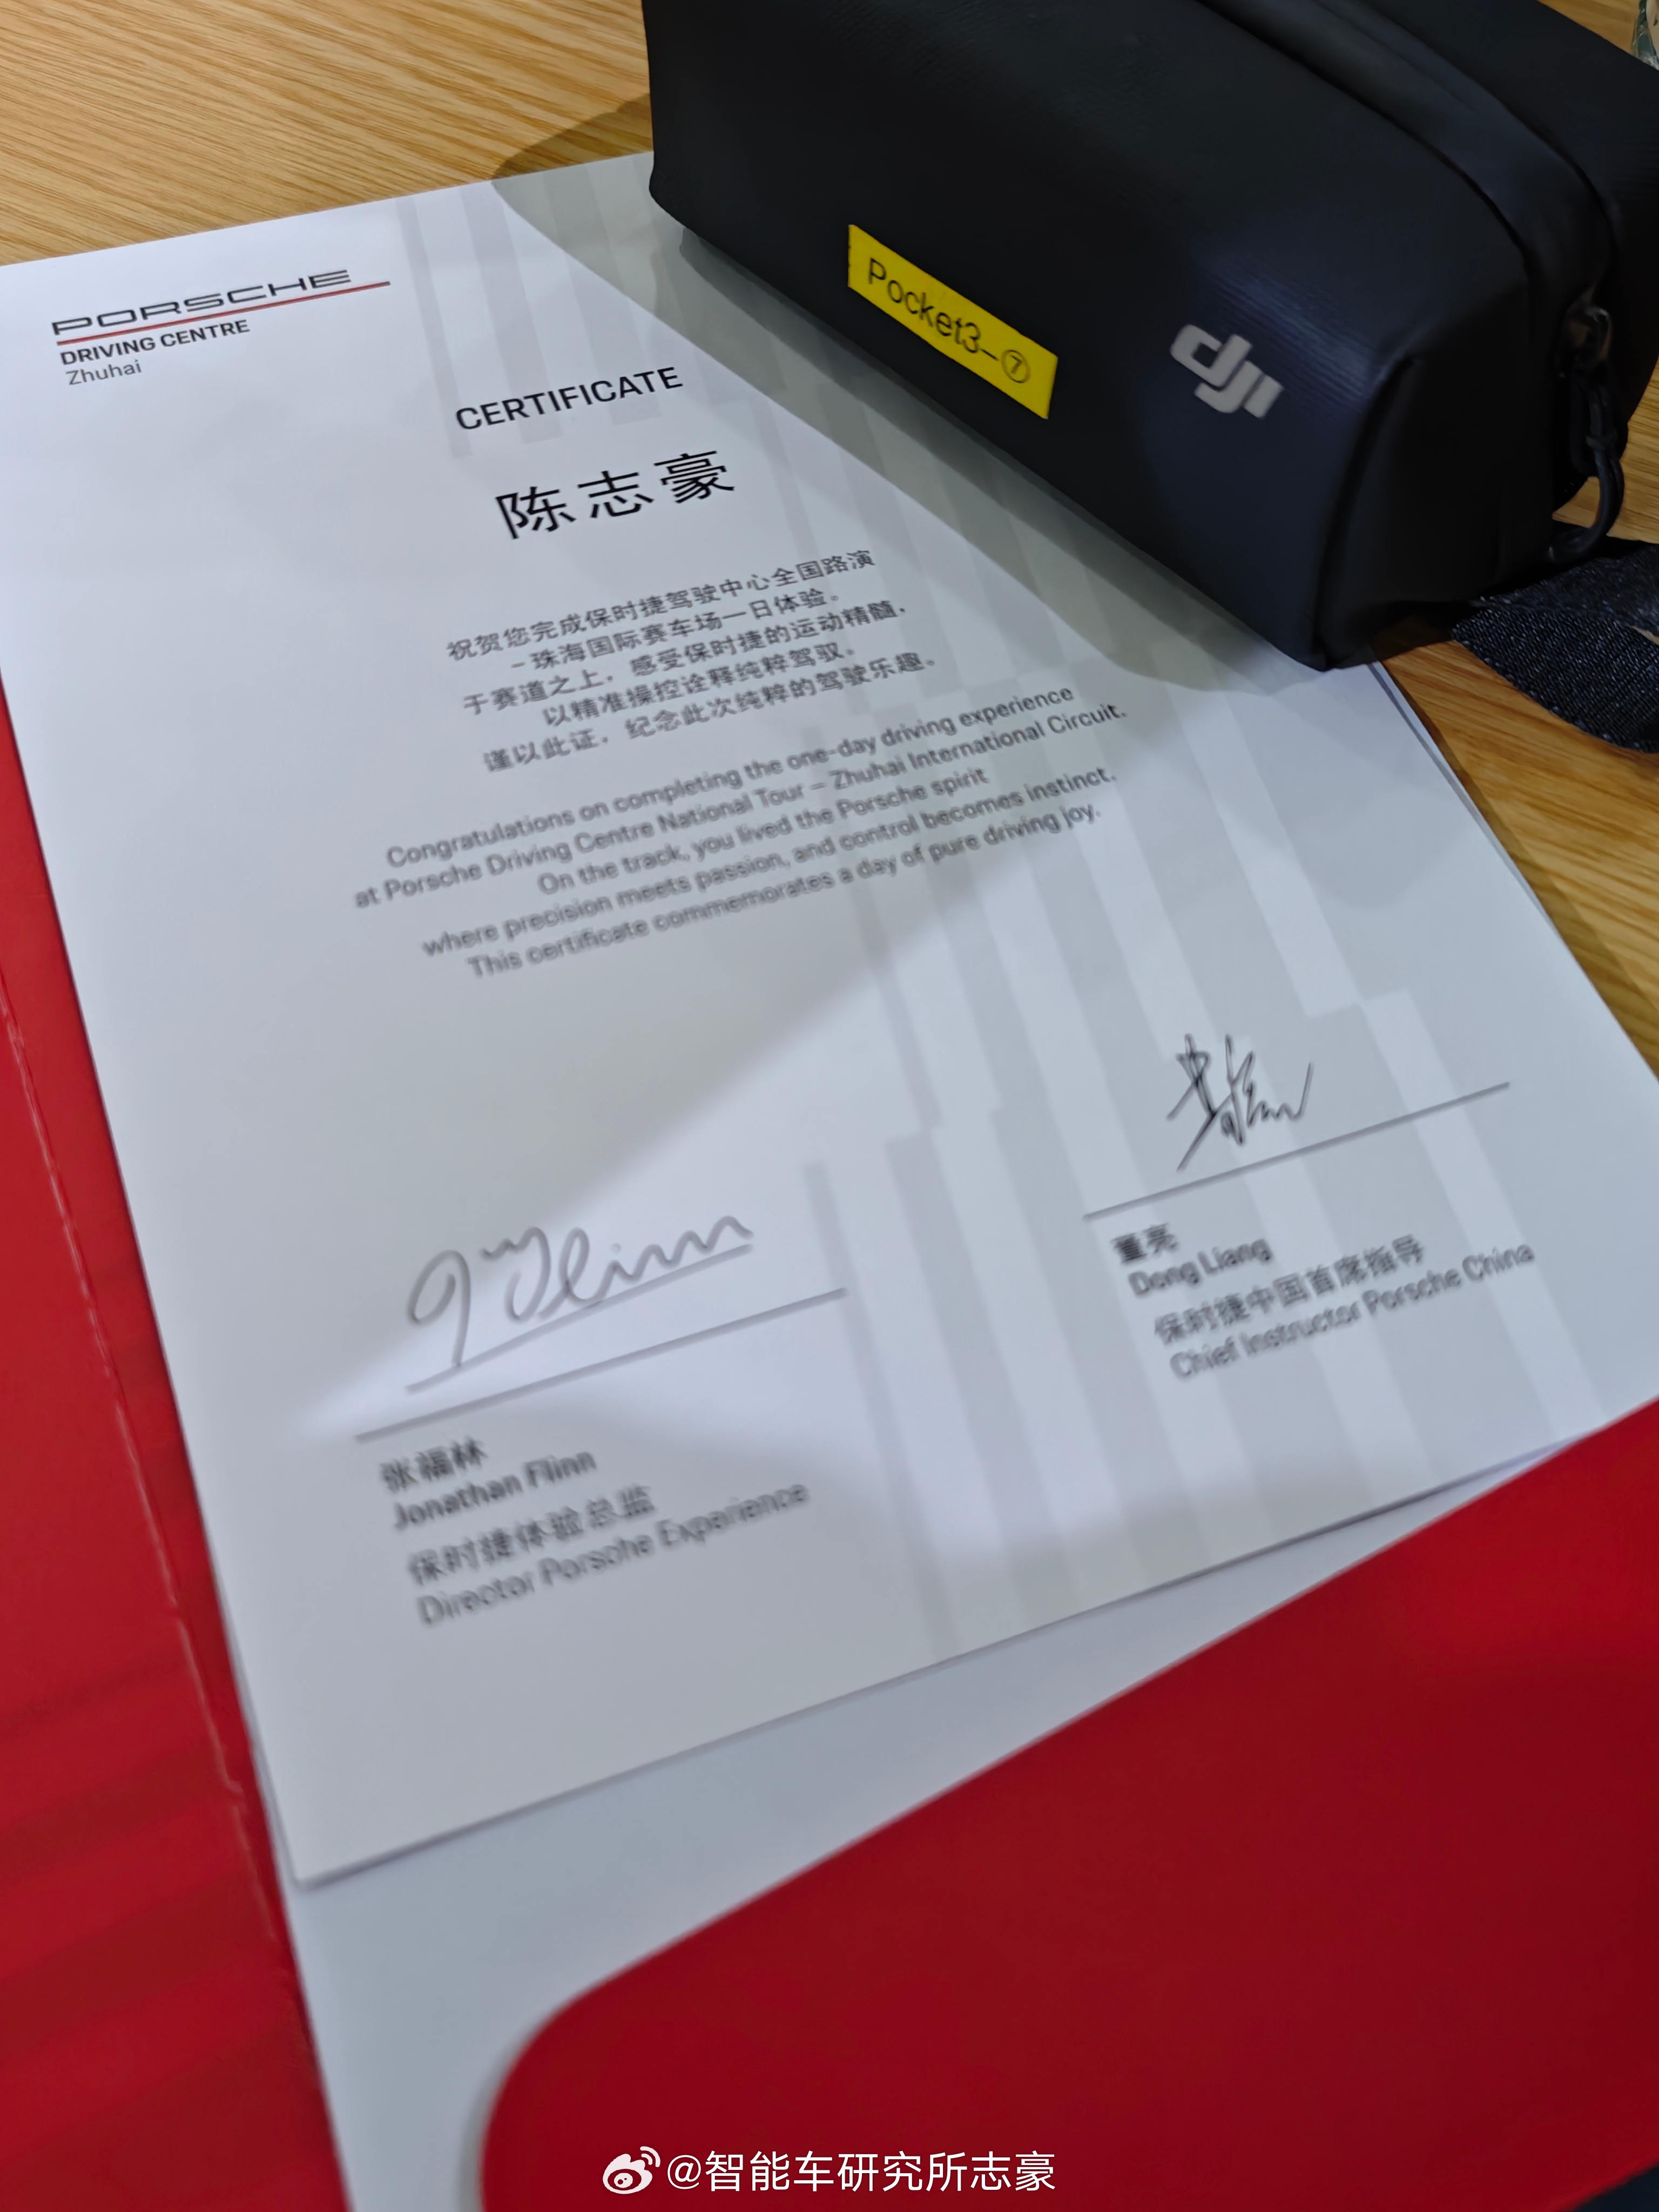 PORSCHE
DRIVING CENTRE
Zhuhai
CERTIFICATE
陈志豪
祝贺您完成保时捷驾驶中心全国路演
–珠海国际赛车场一日体验。
于赛道之上，感受保时捷的运动精髓，
以精准操控诠释纯粹驾驭。
谨以此证，纪念此次纯粹的驾驶乐趣。
Congratulations on completing the one-day driving experience
at Porsche Driving Centre National Tour – Zhuhai International Circuit.
On the track, you lived the Porsche spirit
where precision meets passion, and control becomes instinct.
This certificate commemorates a day of pure driving joy.
张福林
Jonathan Flinn
保时捷体验总监
Director Porsche Experience
董亮
Dong Liang
保时捷中国首席指导
Chief Instructor Porsche China
Pocket3-⑦
dji
@智能车研究所志豪